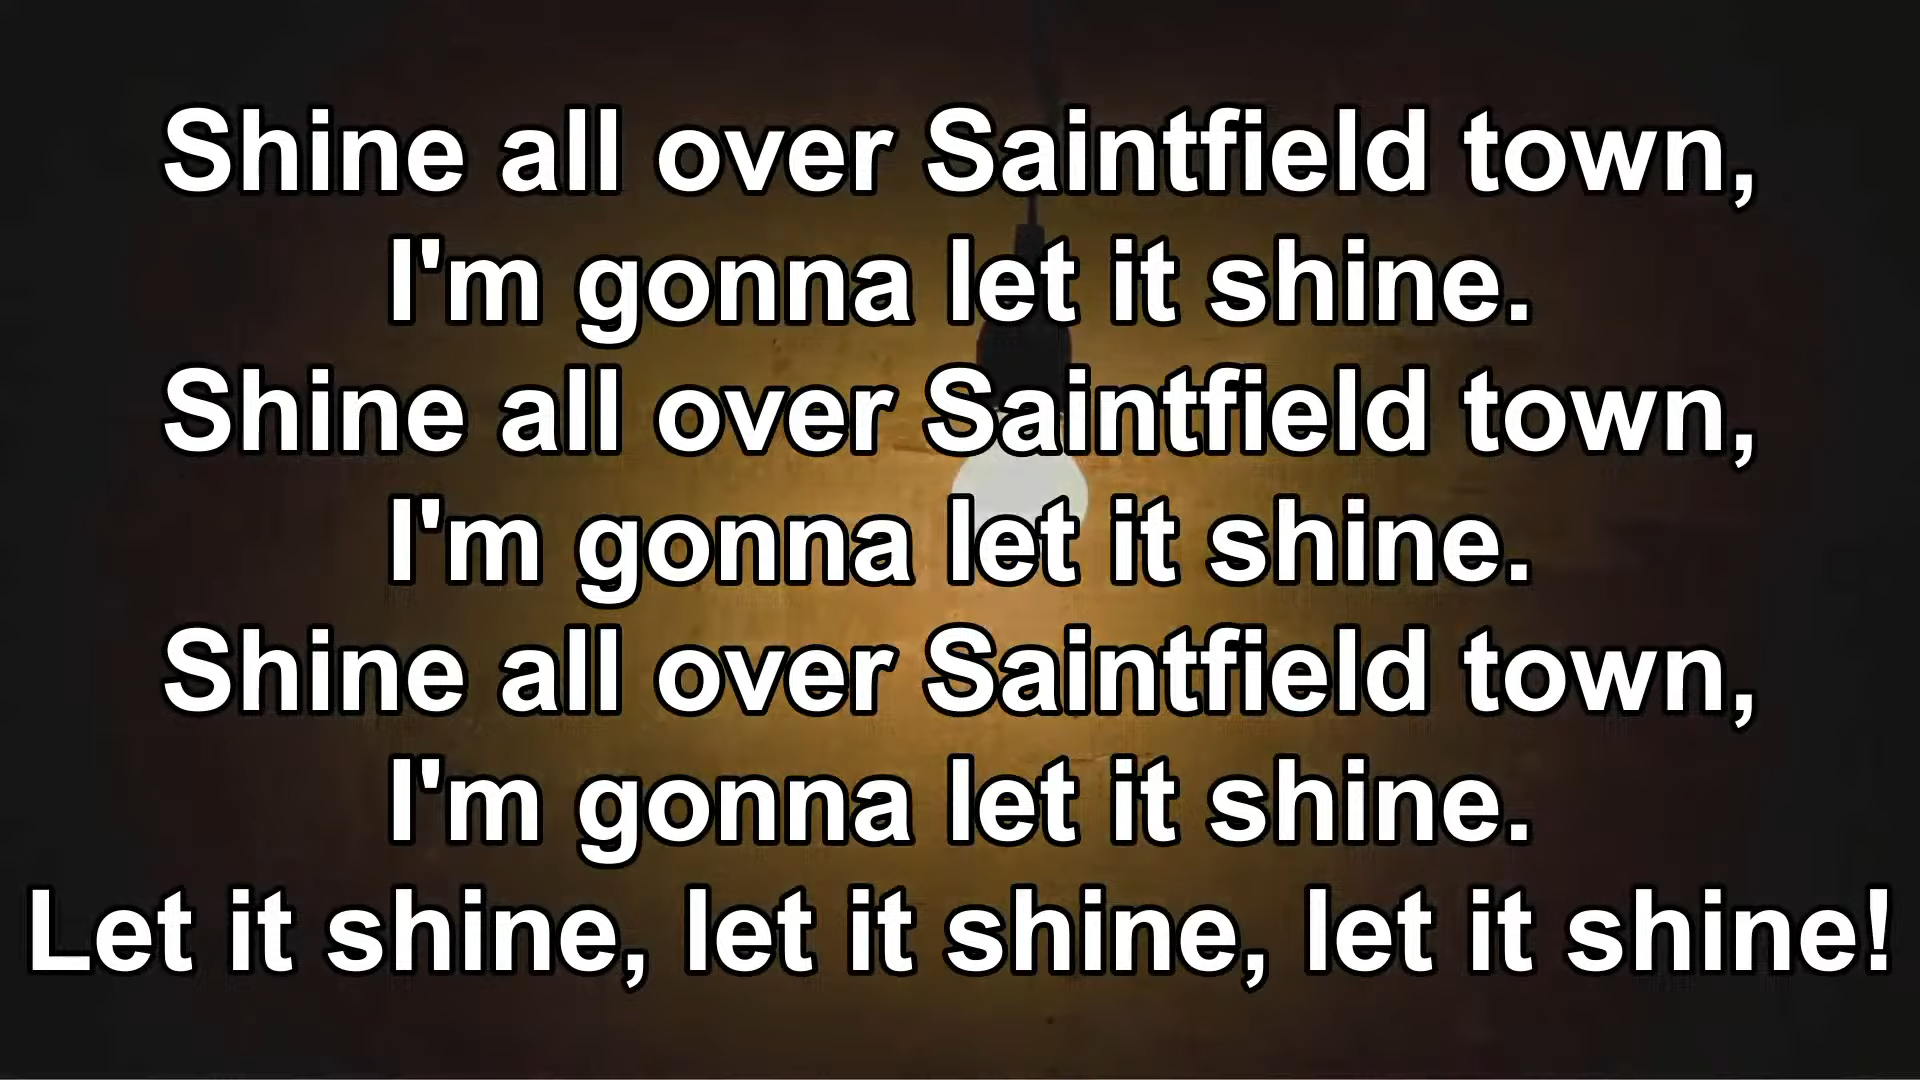 Shine all over Saintfield town,
I'm gonna let it shine.
Shine all over Saintfield town,
I'm gonna let it shine.
Shine all over Saintfield town,
I'm gonna let it shine.
Let it shine, let it shine, let it shine!